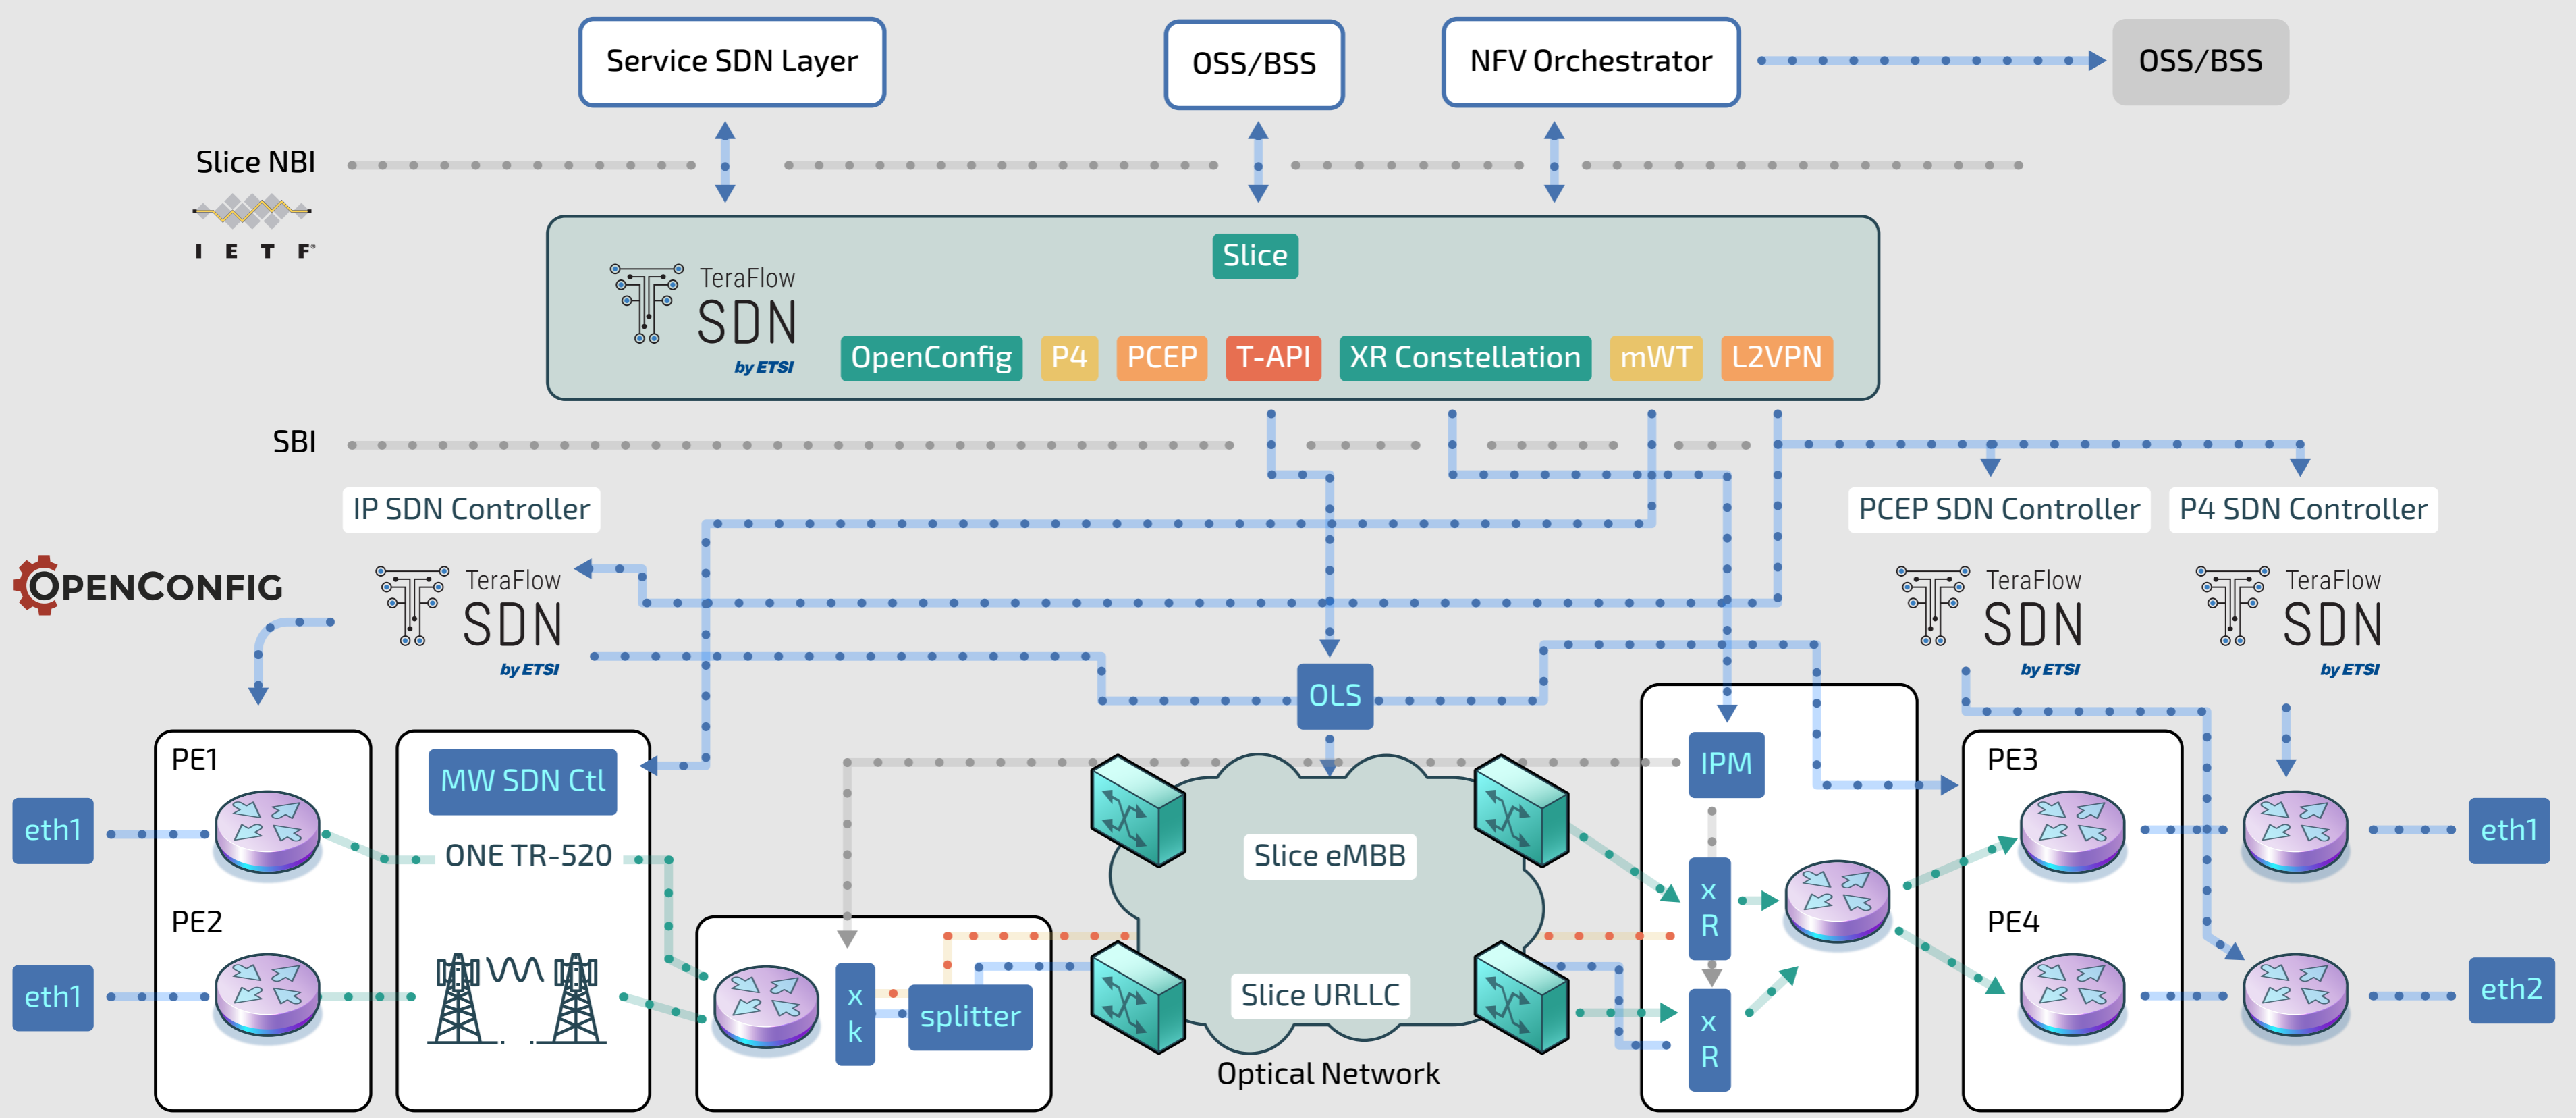 Service SDN Layer
OSS/BSS
NFV Orchestrator
OSS/BSS
Slice NBI
I E T F®
Slice
TeraFlow
SDN
by ETSI
OpenConfig
P4
PCEP
T-API
XR Constellation
mWT
L2VPN
SBI
IP SDN Controller
PCEP SDN Controller
P4 SDN Controller
OPENCONFIG
TeraFlow
SDN
by ETSI
TeraFlow
SDN
by ETSI
TeraFlow
SDN
by ETSI
OLS
PE1
MW SDN Ctl
IPM
PE3
eth1
ONE TR-520
Slice eMBB
x
R
eth1
PE2
PE4
eth1
x
k
splitter
Slice URLLC
x
R
eth2
Optical Network